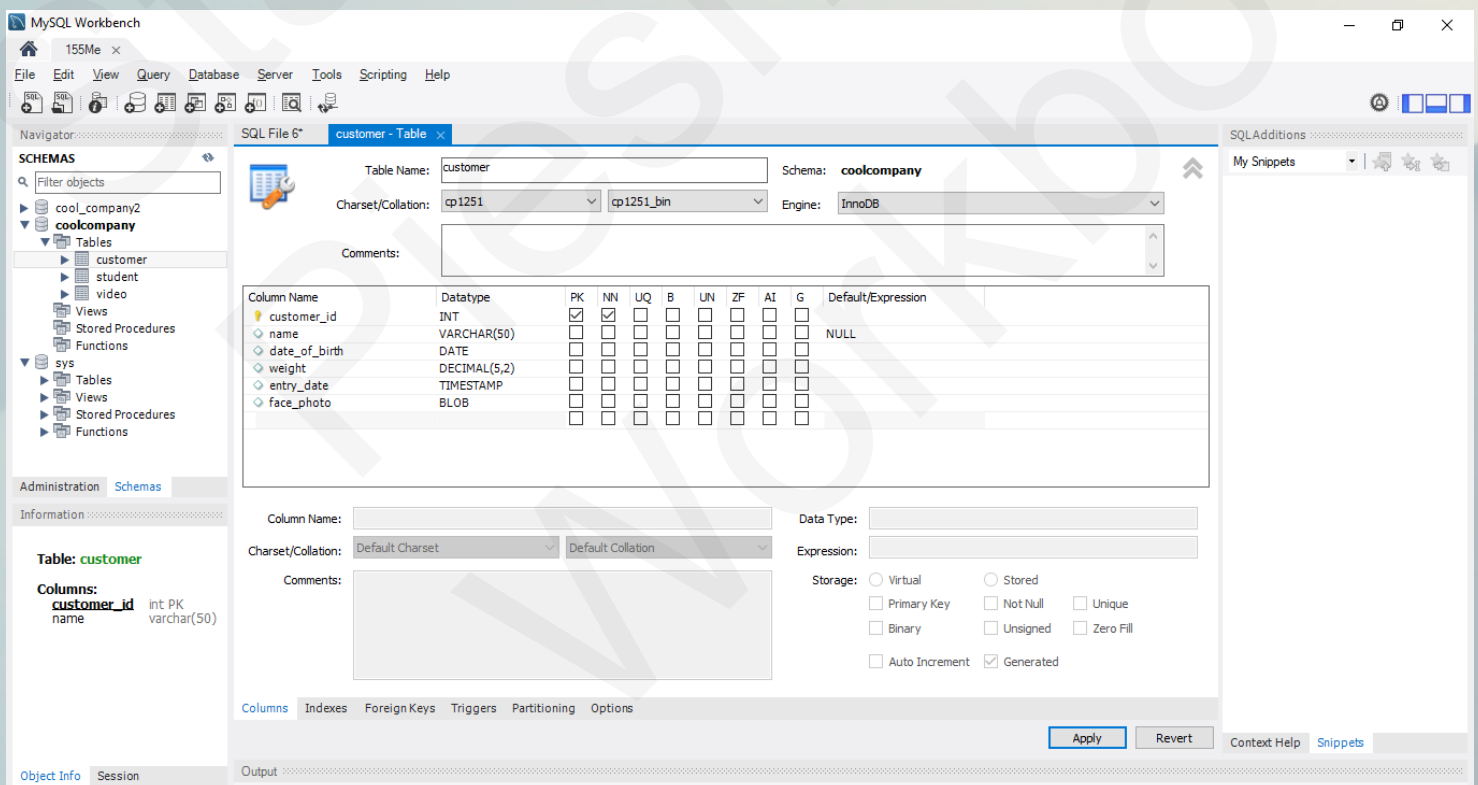 MySQL Workbench
155Me ×
File Edit View Query Database Server Tools Scripting Help
Navigator
SCHEMAS
Filter objects
cool_company2
coolcompany
Tables
customer
student
video
Views
Stored Procedures
Functions
sys
Tables
Views
Stored Procedures
Functions
Administration Schemas
Information
Table: customer
Columns:
customer_id int PK
name varchar(50)
Object Info Session
SQL File 6* customer - Table ×
Table Name: customer Schema: coolcompany
Charset/Collation: cp1251 cp1251_bin Engine: InnoDB
Comments:
Column Name Datatype PK NN UQ B UN ZF AI G Default/Expression
customer_id INT
name VARCHAR(50) NULL
date_of_birth DATE
weight DECIMAL(5,2)
entry_date TIMESTAMP
face_photo BLOB
Column Name: Data Type:
Charset/Collation: Default Charset Default Collation Expression:
Comments: Storage: Virtual Stored
Primary Key Not Null Unique
Binary Unsigned Zero Fill
Auto Increment Generated
Columns Indexes Foreign Keys Triggers Partitioning Options
Apply Revert
Output
SQLAdditions
My Snippets
Context Help Snippets